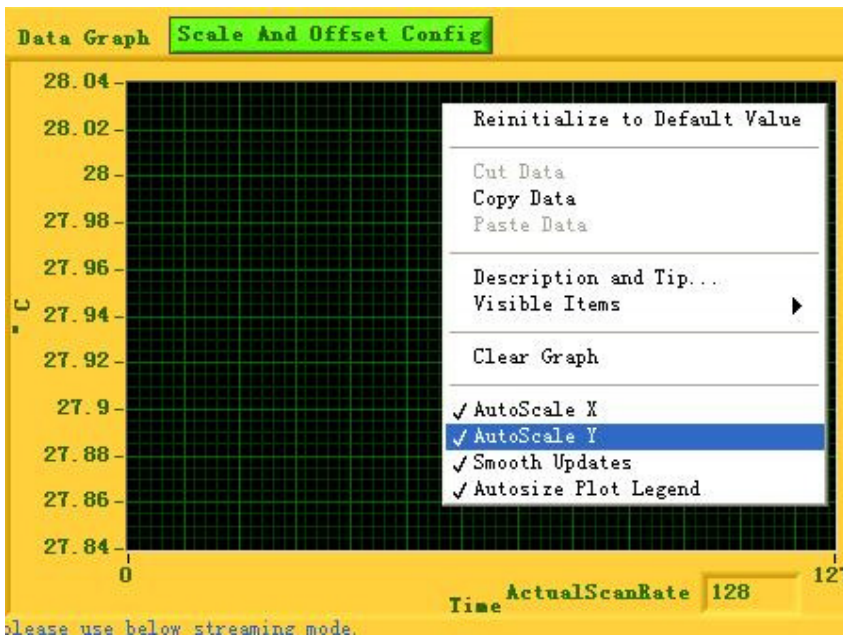 Data Graph Scale And Offset Config
28.04
Reinitialize to Default Value
28.02
Cut Data
28
Copy Data
Paste Data
27.98
27.96
Description and Tip...
Visible Items
°C
27.94
27.92
Clear Graph
27.9
AutoScale X
AutoScale Y
27.88
Smooth Updates
27.86
Autosize Plot Legend
27.84
0
Time ActualScanRate 128
please use below streaming mode.